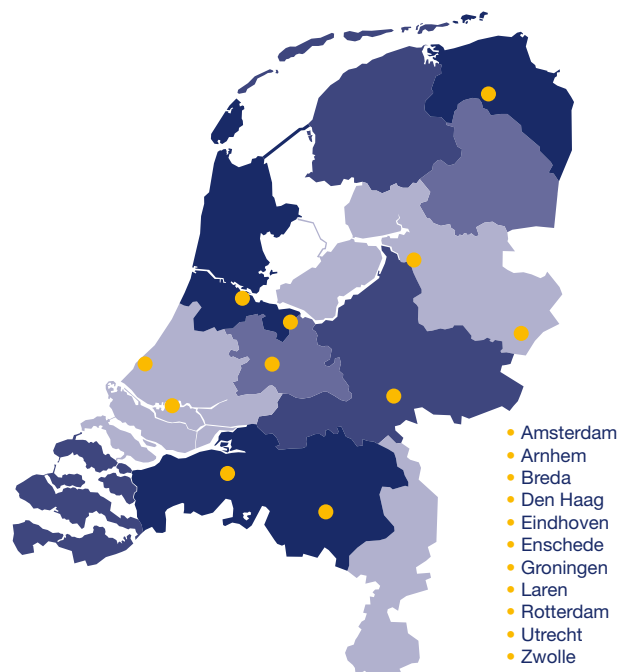 Amsterdam
Arnhem
Breda
Den Haag
Eindhoven
Enschede
Groningen
Laren
Rotterdam
Utrecht
Zwolle